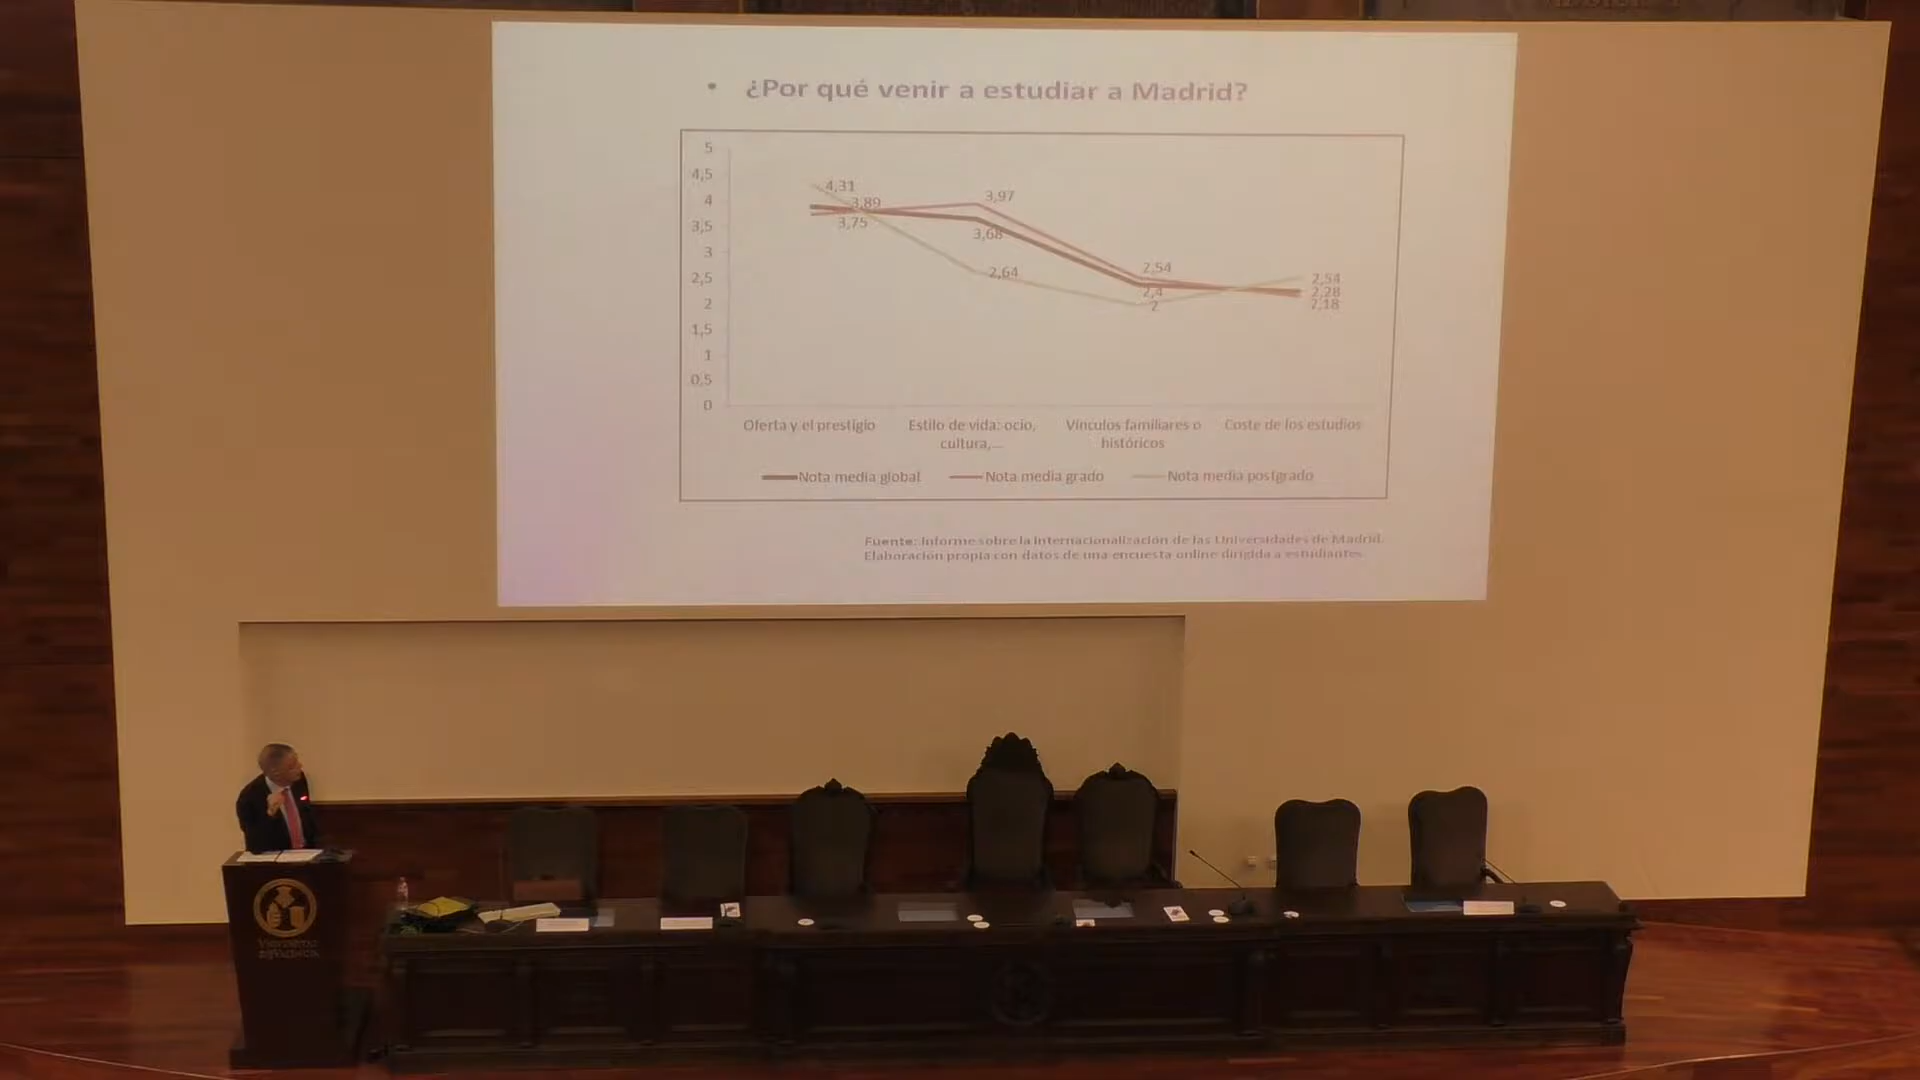 • ¿Por qué venir a estudiar a Madrid?
5
4,5
4
3,5
3
2,5
2
1,5
1
0,5
0
4,31
3,89
3,75
3,97
3,68
2,64
2,54
2,4
2
2,54
2,28
2,18
Oferta y el prestigio
Estilo de vida: ocio,
cultura,...
Vínculos familiares o
históricos
Coste de los estudios
Nota media global
Nota media grado
Nota media postgrado
Fuente: Informe sobre la internacionalización de las Universidades de Madrid.
Elaboración propia con datos de una encuesta online dirigida a estudiantes.